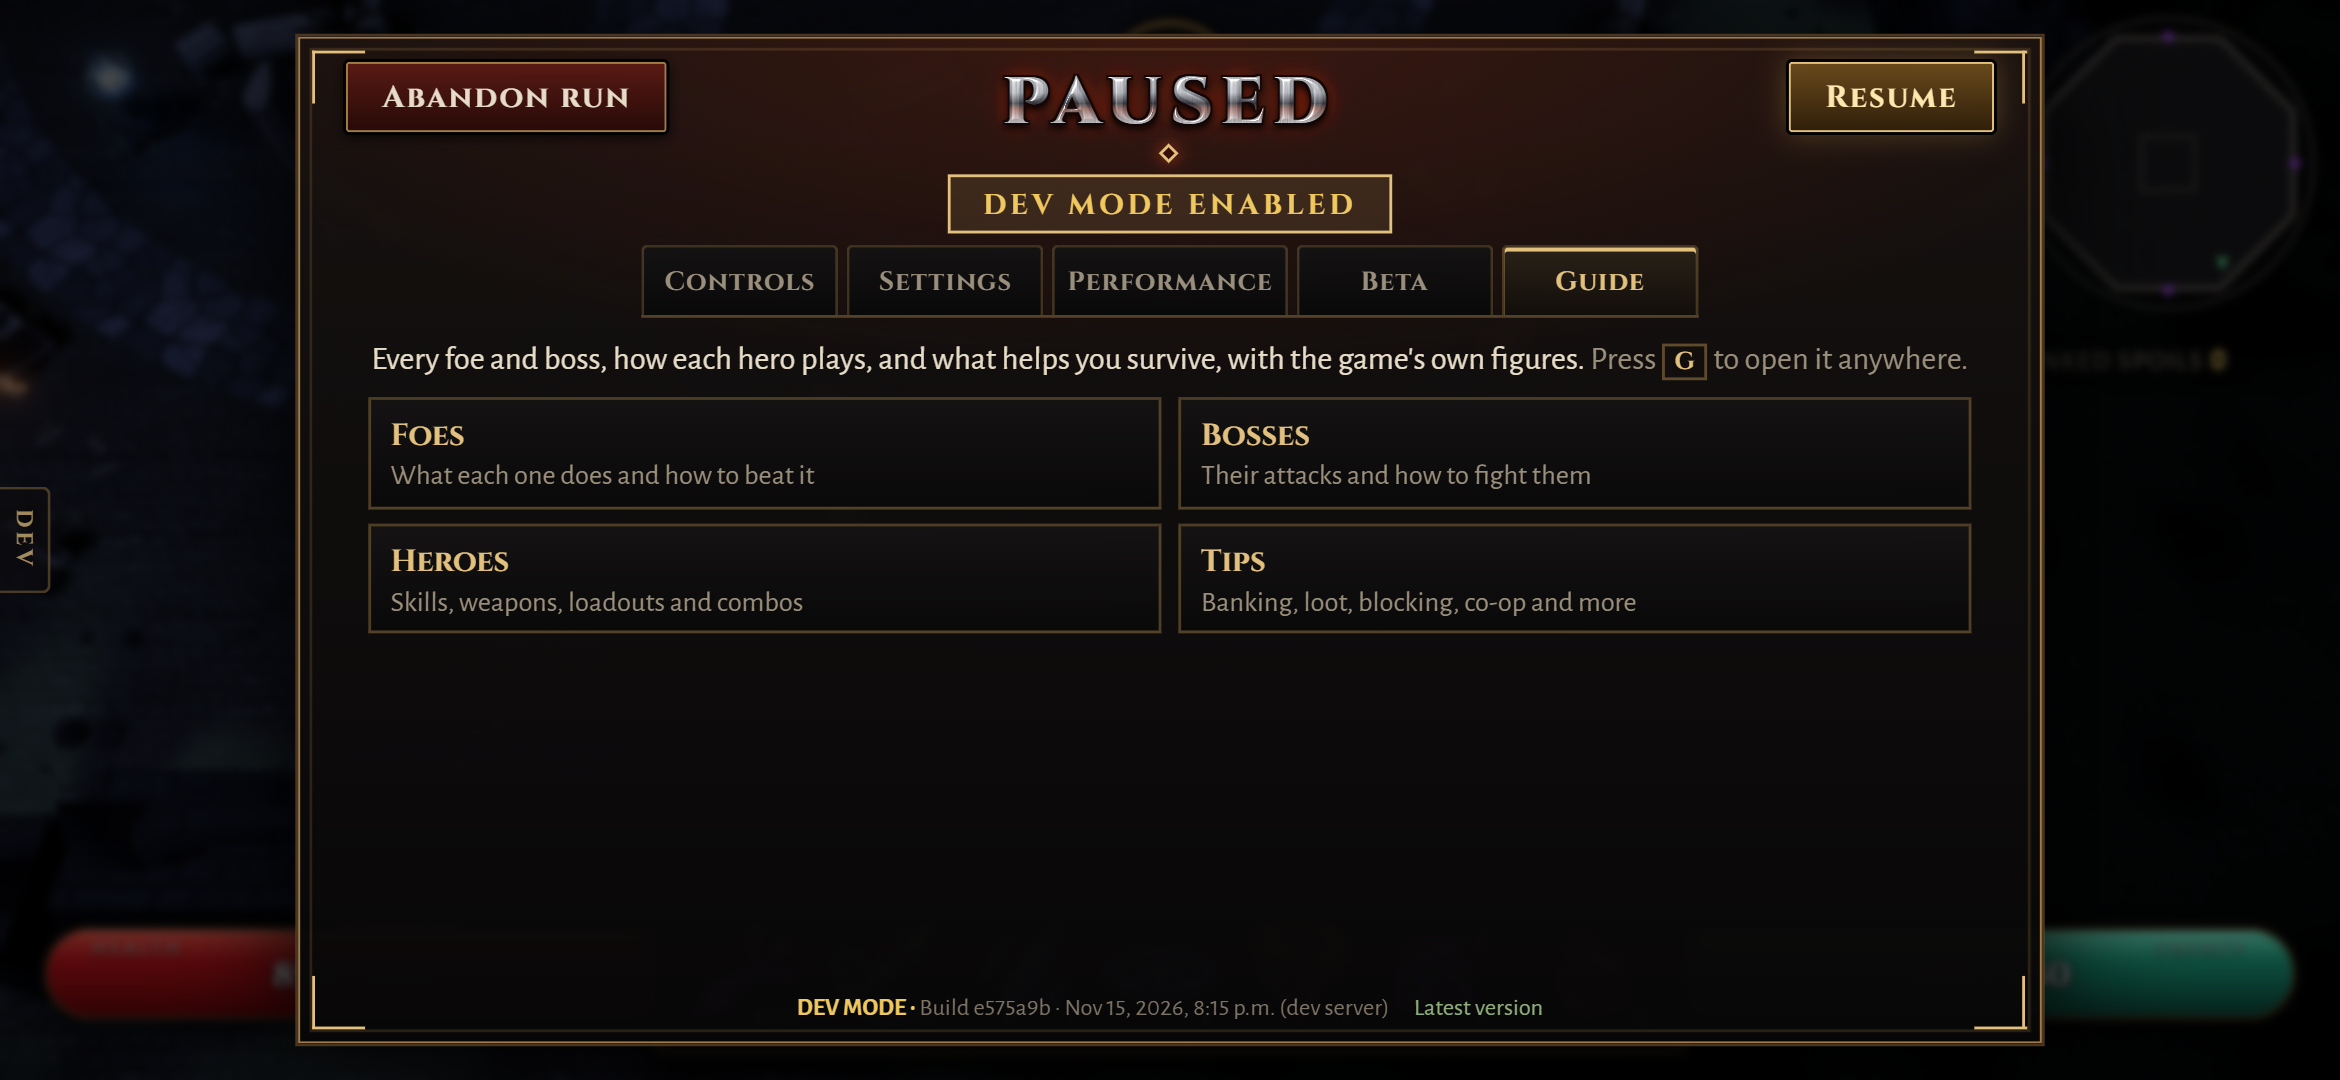 ABANDON RUN
PAUSED
RESUME
DEV MODE ENABLED
CONTROLS
SETTINGS
PERFORMANCE
BETA
GUIDE
Every foe and boss, how each hero plays, and what helps you survive, with the game's own figures. Press G to open it anywhere.
FOES
What each one does and how to beat it
BOSSES
Their attacks and how to fight them
HEROES
Skills, weapons, loadouts and combos
TIPS
Banking, loot, blocking, co-op and more
DEV
DEV MODE · Build e575a9b · Nov 15, 2026, 8:15 p.m. (dev server) Latest version